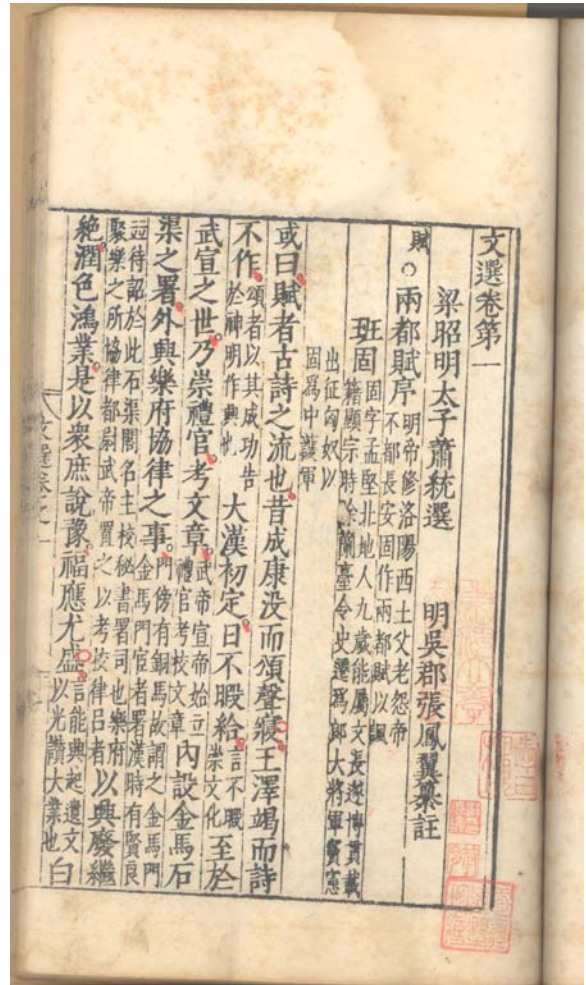 文選卷第一
梁昭明太子蕭統選　明吳郡張鳳翼纂註
賦○兩都賦序明帝修洛陽西土父老怨帝不都長安固作兩都賦以諷
班固固字孟堅北地人九歲能屬文長遂博貫載籍顯宗時除蘭臺令史遷爲郎大將軍竇憲
出征匈奴以固爲中護軍
或曰賦者古詩之流也昔成康没而頌聲寢王澤竭而詩
不作頌者以其成功告於神明作興也大漢初定日不暇給言不暇崇文化至於
武宣之世乃崇禮官考文章武帝宣帝始立禮官考校文章內設金馬石
渠之署外興樂府協律之事金馬門宦者署漢時有賢良門傍有銅馬故謂之金馬門
竝待詔於此石渠閣名主校秘書署司也樂府聚樂之所協律都尉武帝置之以考挍律呂者以興廢繼
絶潤色鴻業是以衆庶說豫福應尤盛言能興起遺文以光讚大業也白
文選卷之一